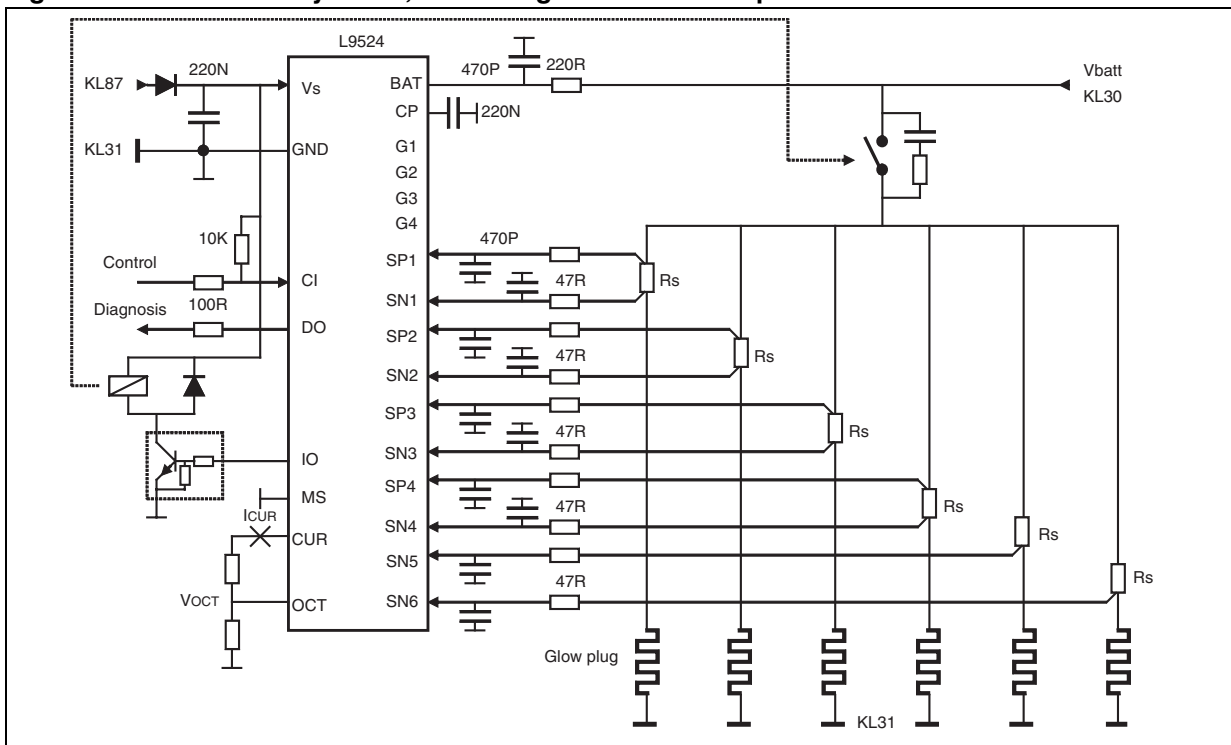 L9524
KL87
220N
Vs
BAT
470P
220R
Vbatt
KL30
CP
220N
KL31
GND
G1
G2
G3
G4
10K
Control
CI
SP1
470P
Rs
SN1
47R
Diagnosis
100R
DO
SP2
Rs
SN2
47R
SP3
Rs
SN3
47R
IO
SP4
Rs
MS
SN4
47R
ICUR
CUR
SN5
Rs
VOCT
OCT
SN6
47R
Rs
Glow plug
KL31